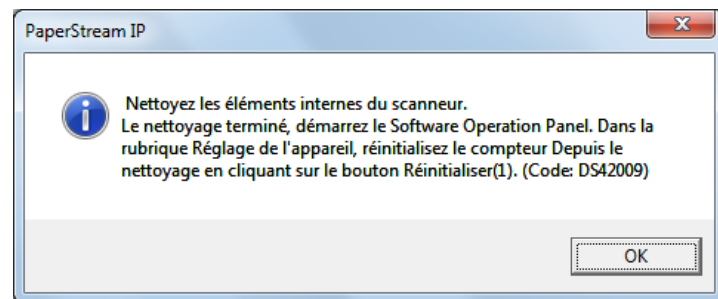 PaperStream IP
Nettoyez les éléments internes du scanneur.
Le nettoyage terminé, démarrez le Software Operation Panel. Dans la
rubrique Réglage de l'appareil, réinitialisez le compteur Depuis le
nettoyage en cliquant sur le bouton Réinitialiser(1). (Code: DS42009)
OK